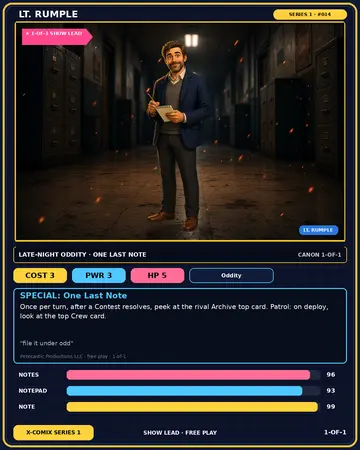 LT. RUMPLE
SERIES 1 · #014
★ 1-OF-1 SHOW LEAD
LT. RUMPLE
LATE-NIGHT ODDITY · ONE LAST NOTE
CANON 1-OF-1
COST 3
PWR 3
HP 5
Oddity
SPECIAL: One Last Note
Once per turn, after a Contest resolves, peek at the rival Archive top card. Patrol: on deploy,
look at the top Crew card.
"file it under odd"
Petecastic Productions LLC · free play · 1 of 1
NOTES
96
NOTEPAD
93
NOTE
99
X-COMIX SERIES 1
SHOW LEAD · FREE PLAY
1-OF-1